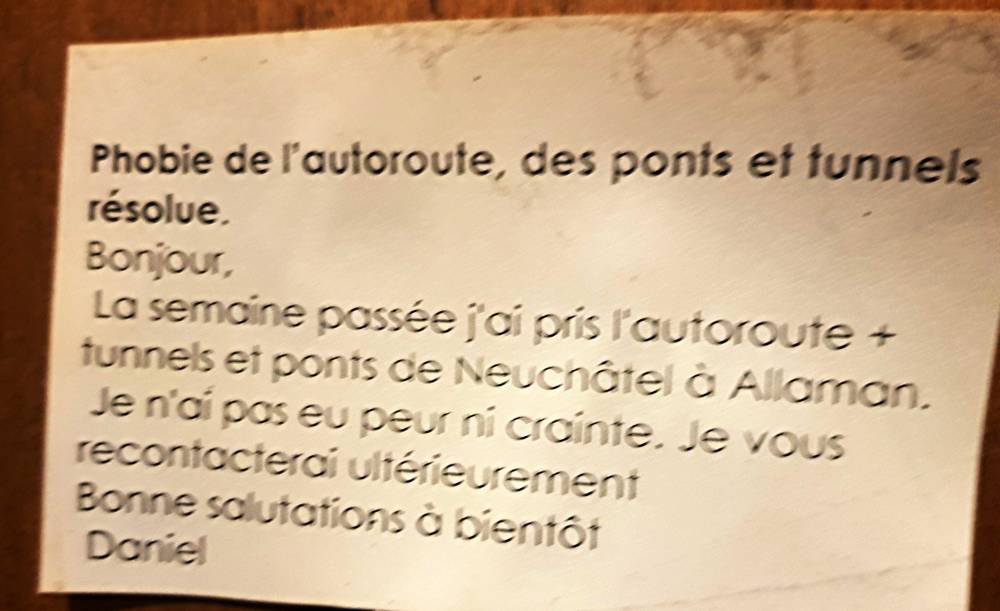 Phobie de l'autoroute, des ponts et tunnels
résolue.
Bonjour,
La semaine passée j'ai pris l'autoroute +
tunnels et ponts de Neuchâtel à Allaman.
Je n'ai pas eu peur ni crainte. Je vous
recontacterai ultérieurement
Bonne salutations à bientôt
Daniel